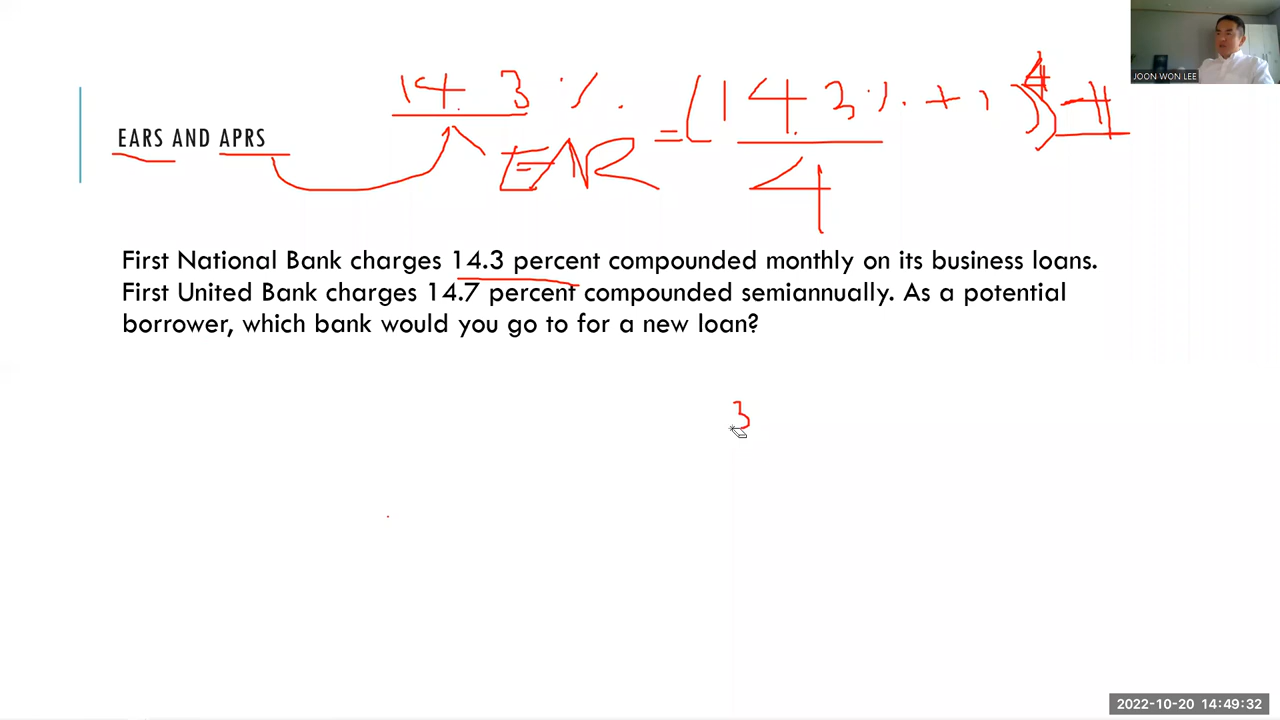 JOON WON LEE
14.3%.
EARS AND APRS
EAR = (14.3%. + 1)^4 - 1
4
First National Bank charges 14.3 percent compounded monthly on its business loans.
First United Bank charges 14.7 percent compounded semiannually. As a potential
borrower, which bank would you go to for a new loan?
3
2022-10-20 14:49:32